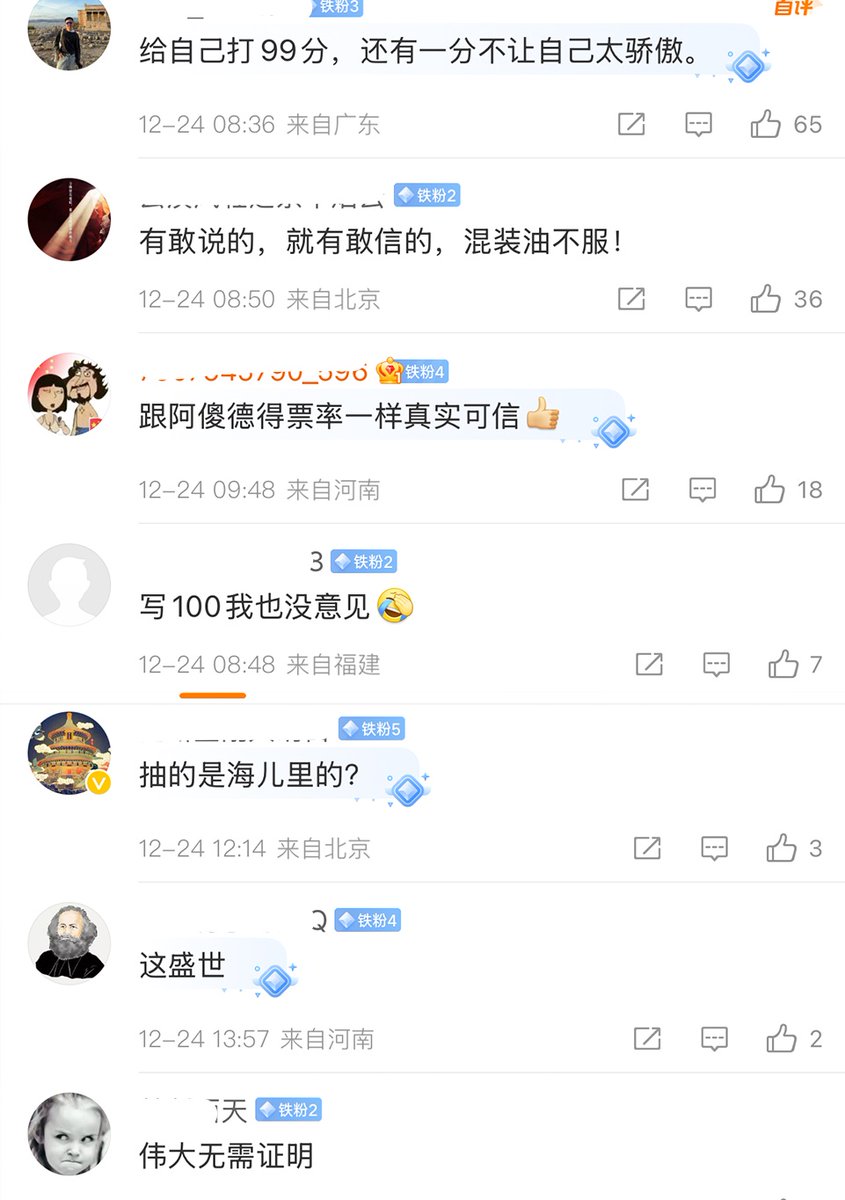 铁粉3
自评
给自己打99分，还有一分不让自己太骄傲。
12-24 08:36 来自广东
65
铁粉2
有敢说的，就有敢信的，混装油不服！
12-24 08:50 来自北京
36
铁粉4
跟阿傻德得票率一样真实可信👍
12-24 09:48 来自河南
18
3 铁粉2
写100我也没意见🤣
12-24 08:48 来自福建
7
铁粉5
抽的是海儿里的？
12-24 12:14 来自北京
3
Q 铁粉4
这盛世
12-24 13:57 来自河南
2
天 铁粉2
伟大无需证明